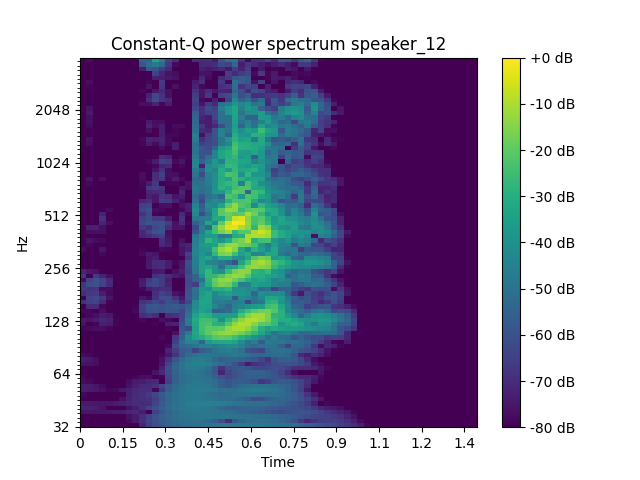 Constant-Q power spectrum speaker_12
+0 dB
-10 dB
-20 dB
-30 dB
-40 dB
-50 dB
-60 dB
-70 dB
-80 dB
2048
1024
512
256
128
64
32
Hz
0 0.15 0.3 0.45 0.6 0.75 0.9 1.1 1.2 1.4
Time